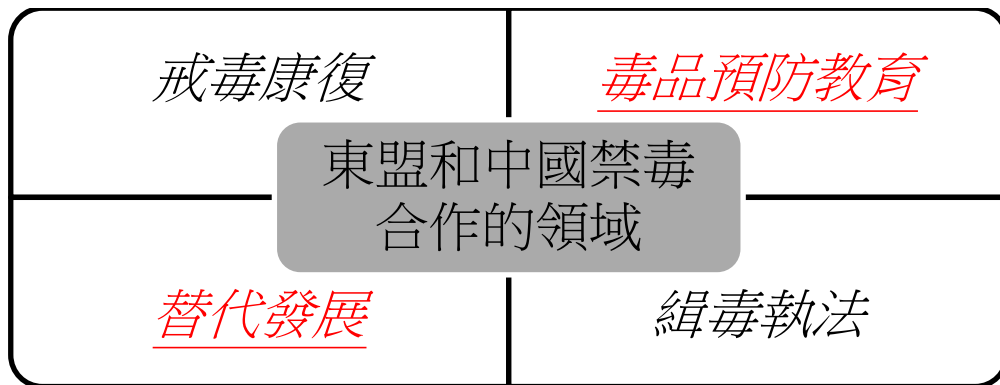 戒毒康復
毒品預防教育
東盟和中國禁毒
合作的領域
替代發展
緝毒執法